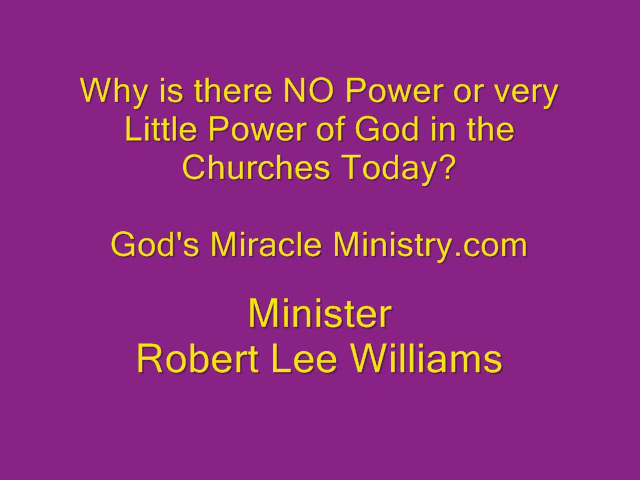 Why is there NO Power or very
Little Power of God in the
Churches Today?
God's Miracle Ministry.com
Minister
Robert Lee Williams